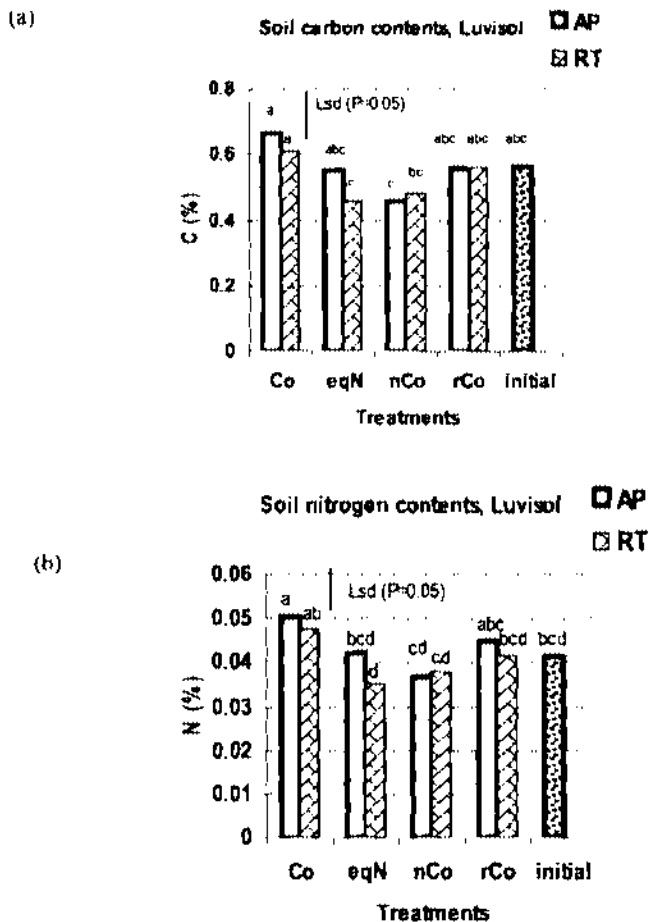 (a)
Soil carbon contents, Luvisol
AP
RT
0.8
0.6
0.4
0.2
0
C (%)
Lsd (P=0.05)
a
a
abc
c
c
bc
abc
abc
abc
Co eqN nCo rCo initial
Treatments
(b)
Soil nitrogen contents, Luvisol
AP
RT
0.06
0.05
0.04
0.03
0.02
0.01
0
N (%)
Lsd (P=0.05)
a
ab
bcd
d
cd
cd
abc
bcd
bcd
Co eqN nCo rCo initial
Treatments